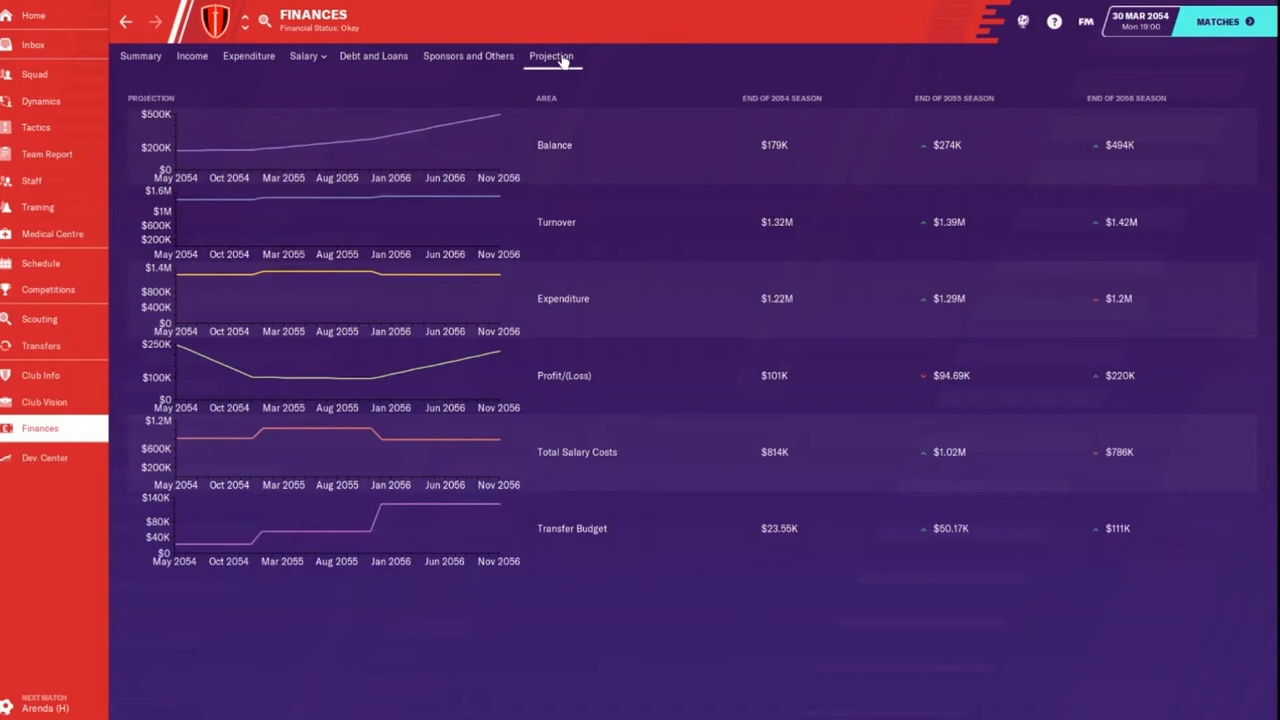 Home
Inbox
Squad
Dynamics
Tactics
Team Report
Staff
Training
Medical Centre
Schedule
Competitions
Scouting
Transfers
Club Info
Club Vision
Finances
Dev. Center
NEXT MATCH
Arenda (H)
FINANCES
Financial Status: Okay
FM
30 MAR 2054
Mon 19:00
MATCHES
Summary Income Expenditure Salary Debt and Loans Sponsors and Others Projection
PROJECTION AREA END OF 2054 SEASON END OF 2055 SEASON END OF 2056 SEASON
$500K
$200K
$0
May 2054 Oct 2054 Mar 2055 Aug 2055 Jan 2056 Jun 2056 Nov 2056
Balance $179K $274K $494K
$1.6M
$1M
$600K
$200K
May 2054 Oct 2054 Mar 2055 Aug 2055 Jan 2056 Jun 2056 Nov 2056
Turnover $1.32M $1.39M $1.42M
$1.4M
$800K
$400K
$0
May 2054 Oct 2054 Mar 2055 Aug 2055 Jan 2056 Jun 2056 Nov 2056
Expenditure $1.22M $1.29M $1.2M
$250K
$100K
$0
May 2054 Oct 2054 Mar 2055 Aug 2055 Jan 2056 Jun 2056 Nov 2056
Profit/(Loss) $101K $94.69K $220K
$1.2M
$600K
$200K
May 2054 Oct 2054 Mar 2055 Aug 2055 Jan 2056 Jun 2056 Nov 2056
Total Salary Costs $814K $1.02M $786K
$140K
$80K
$40K
$0
May 2054 Oct 2054 Mar 2055 Aug 2055 Jan 2056 Jun 2056 Nov 2056
Transfer Budget $23.55K $50.17K $111K